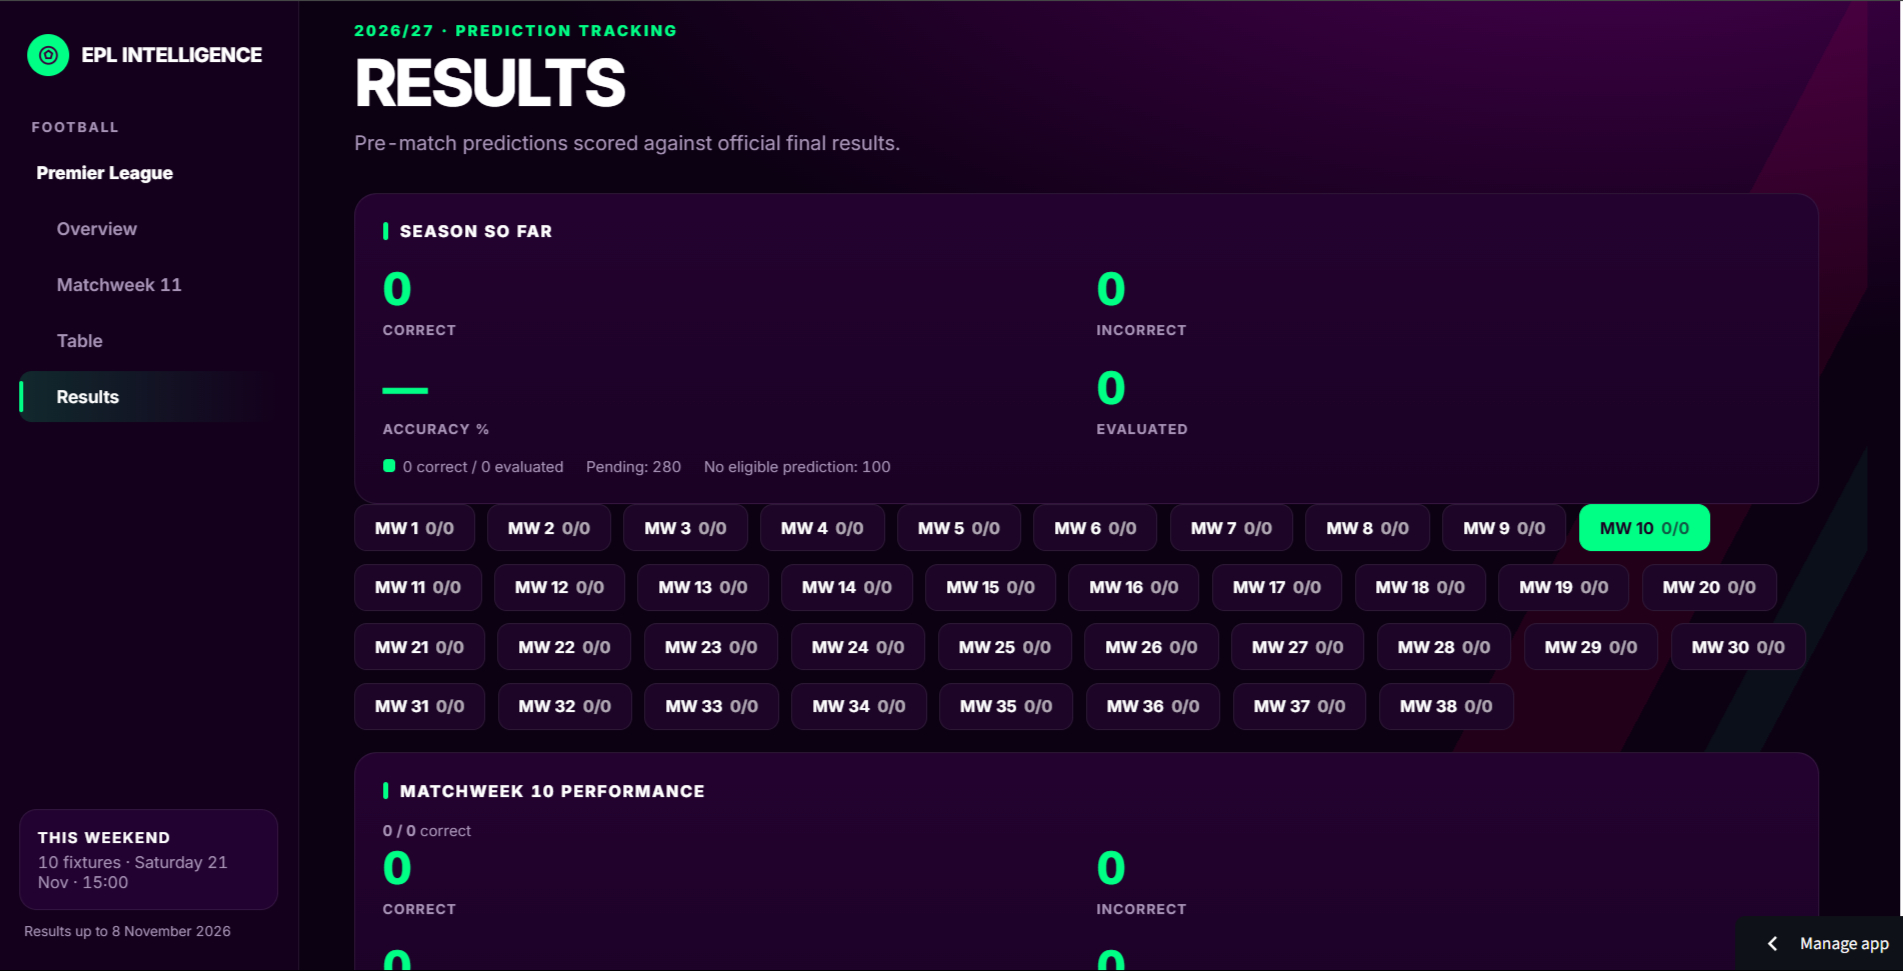 EPL INTELLIGENCE
FOOTBALL
Premier League
Overview
Matchweek 11
Table
Results
THIS WEEKEND
10 fixtures · Saturday 21
Nov · 15:00
Results up to 8 November 2026
2026/27 · PREDICTION TRACKING
RESULTS
Pre-match predictions scored against official final results.
SEASON SO FAR
0 0
CORRECT INCORRECT
— 0
ACCURACY % EVALUATED
0 correct / 0 evaluated Pending: 280 No eligible prediction: 100
MW 1 0/0 MW 2 0/0 MW 3 0/0 MW 4 0/0 MW 5 0/0 MW 6 0/0 MW 7 0/0 MW 8 0/0 MW 9 0/0 MW 10 0/0
MW 11 0/0 MW 12 0/0 MW 13 0/0 MW 14 0/0 MW 15 0/0 MW 16 0/0 MW 17 0/0 MW 18 0/0 MW 19 0/0 MW 20 0/0
MW 21 0/0 MW 22 0/0 MW 23 0/0 MW 24 0/0 MW 25 0/0 MW 26 0/0 MW 27 0/0 MW 28 0/0 MW 29 0/0 MW 30 0/0
MW 31 0/0 MW 32 0/0 MW 33 0/0 MW 34 0/0 MW 35 0/0 MW 36 0/0 MW 37 0/0 MW 38 0/0
MATCHWEEK 10 PERFORMANCE
0 / 0 correct
0 0
CORRECT INCORRECT
0 0
Manage app